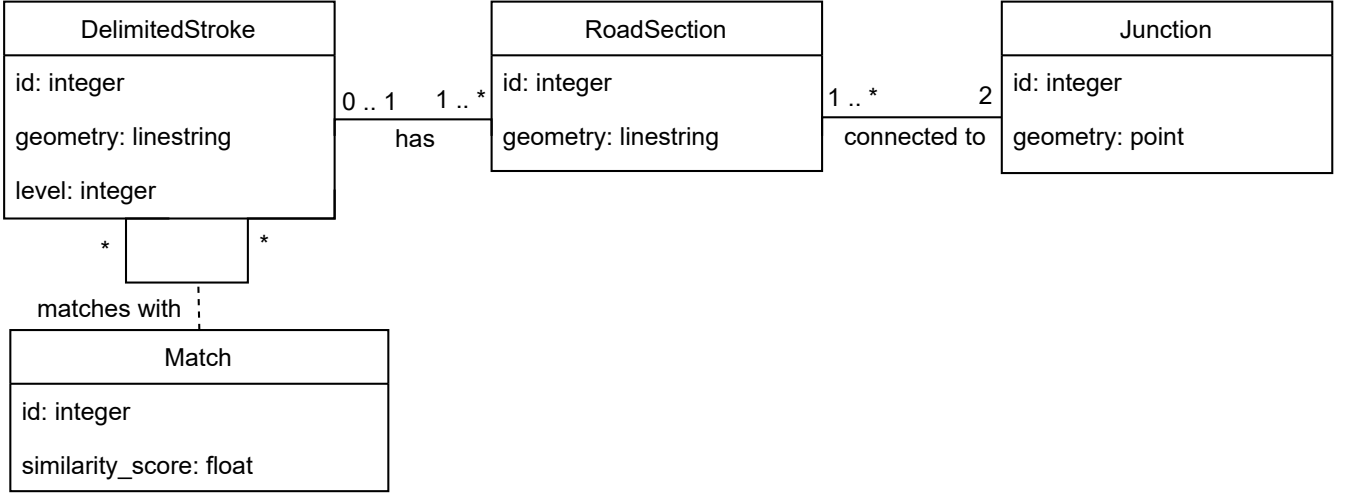 DelimitedStroke
id: integer
geometry: linestring
level: integer
0 .. 1
1 .. *
has
RoadSection
id: integer
geometry: linestring
1 .. *
2
connected to
Junction
id: integer
geometry: point
*
*
matches with
Match
id: integer
similarity_score: float